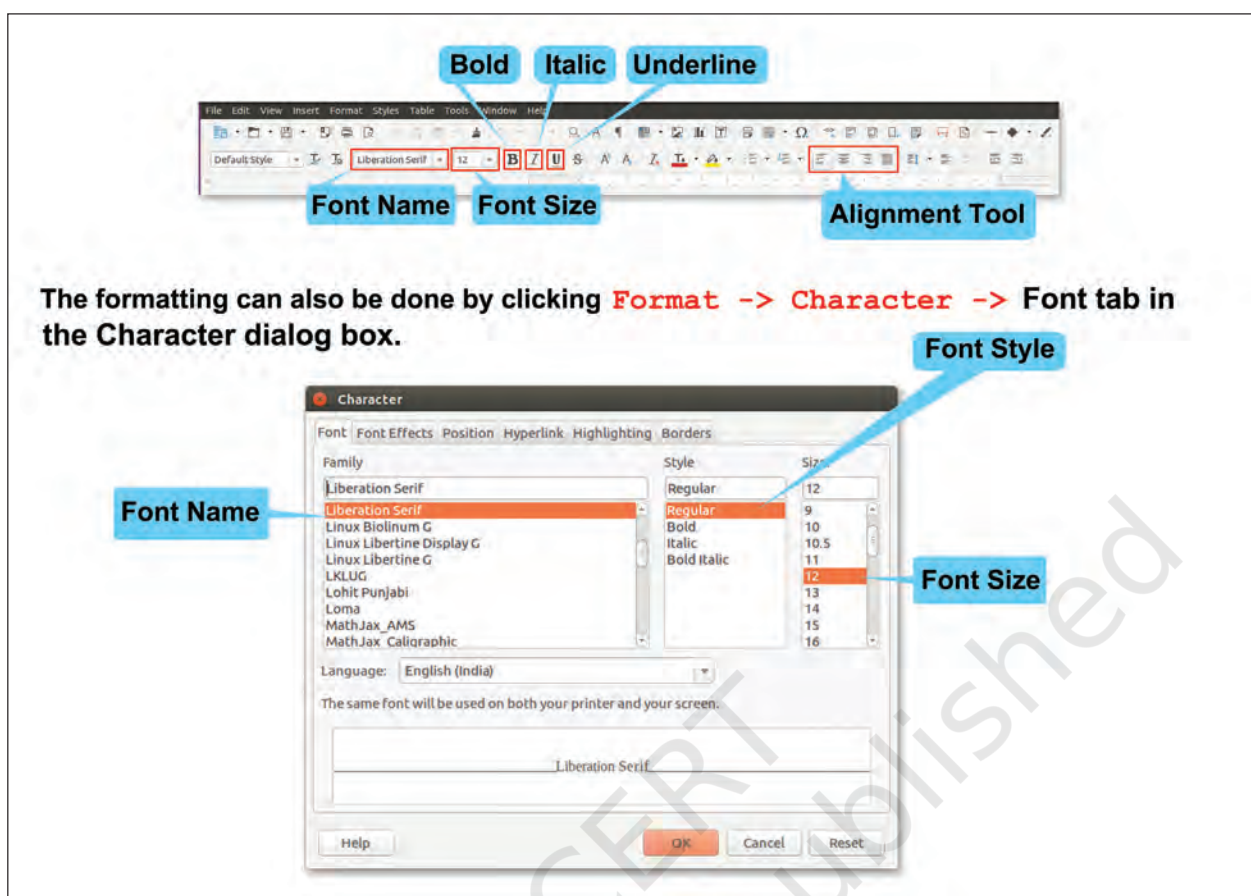 Bold Italic Underline
File Edit View Insert Format Styles Table Tools Window Help
Default Style Liberation Serif 12 B I U S
Font Name Font Size Alignment Tool
The formatting can also be done by clicking Format -> Character -> Font tab in
the Character dialog box.
Font Style
Character
Font Font Effects Position Hyperlink Highlighting Borders
Family Style
Liberation Serif Regular 12
Font Name
Liberation Serif Regular 9
Linux Biolinum G Bold 10
Linux Libertine Display G Italic 10.5
Linux Libertine G Bold Italic 11
LKLUG 12
Font Size
Lohit Punjabi 13
Loma 14
MathJax_AMS 15
MathJax_Caligraphic 16
Language: English (India)
The same font will be used on both your printer and your screen.
Liberation Serif
Help OK Cancel Reset